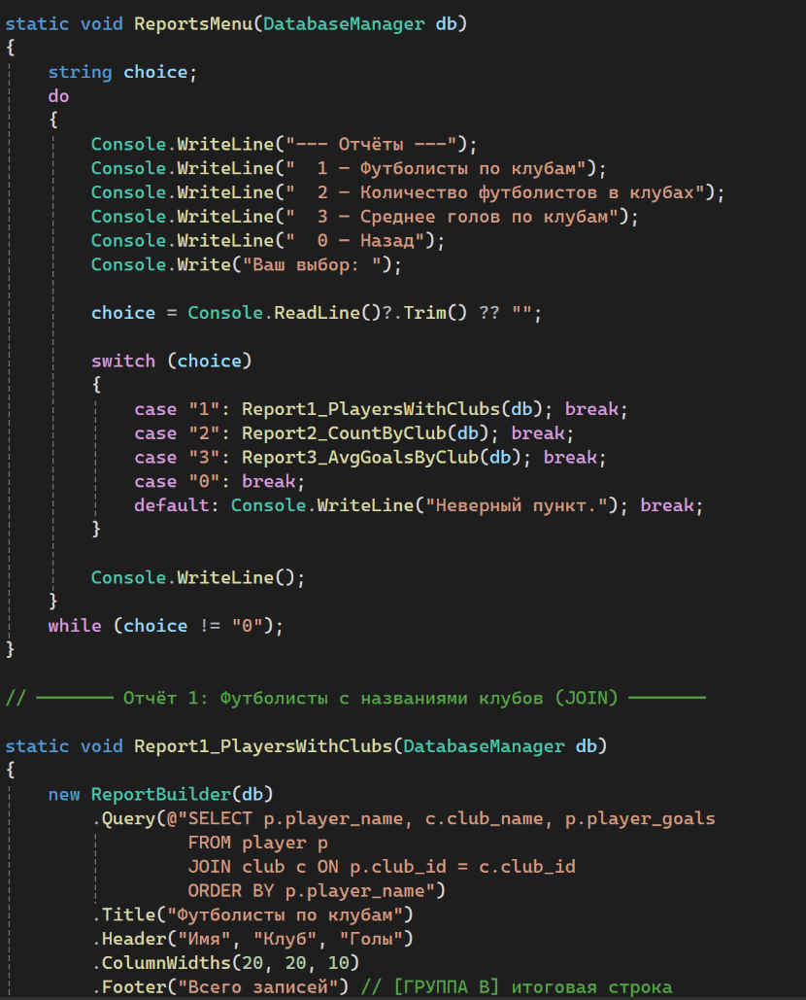 static void ReportsMenu(DatabaseManager db)
{
    string choice;
    do
    {
        Console.WriteLine("--- Отчёты ---");
        Console.WriteLine("  1 — Футболисты по клубам");
        Console.WriteLine("  2 — Количество футболистов в клубах");
        Console.WriteLine("  3 — Среднее голов по клубам");
        Console.WriteLine("  0 — Назад");
        Console.Write("Ваш выбор: ");

        choice = Console.ReadLine()?.Trim() ?? "";

        switch (choice)
        {
            case "1": Report1_PlayersWithClubs(db); break;
            case "2": Report2_CountByClub(db); break;
            case "3": Report3_AvgGoalsByClub(db); break;
            case "0": break;
            default: Console.WriteLine("Неверный пункт."); break;
        }

        Console.WriteLine();
    }
    while (choice != "0");
}

// ─────── Отчёт 1: Футболисты с названиями клубов (JOIN) ───────

static void Report1_PlayersWithClubs(DatabaseManager db)
{
    new ReportBuilder(db)
        .Query(@"SELECT p.player_name, c.club_name, p.player_goals
                 FROM player p
                 JOIN club c ON p.club_id = c.club_id
                 ORDER BY p.player_name")
        .Title("Футболисты по клубам")
        .Header("Имя", "Клуб", "Голы")
        .ColumnWidths(20, 20, 10)
        .Footer("Всего записей") // [ГРУППА B] итоговая строка